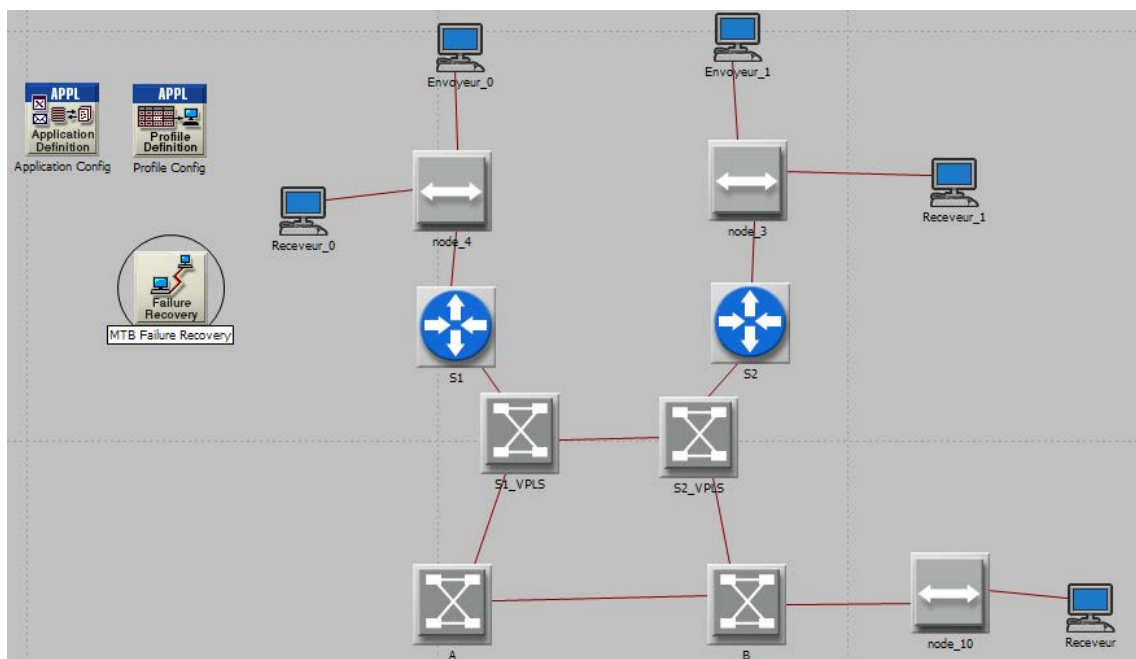 Envoyeur_0
Envoyeur_1
APPL
Application
Definition
Application Config
APPL
Profile
Definition
Profile Config
Receveur_0
node_4
node_3
Receveur_1
Failure
Recovery
MTB Failure Recovery
S1
S2
S1_VPLS
S2_VPLS
A
B
node_10
Receveur